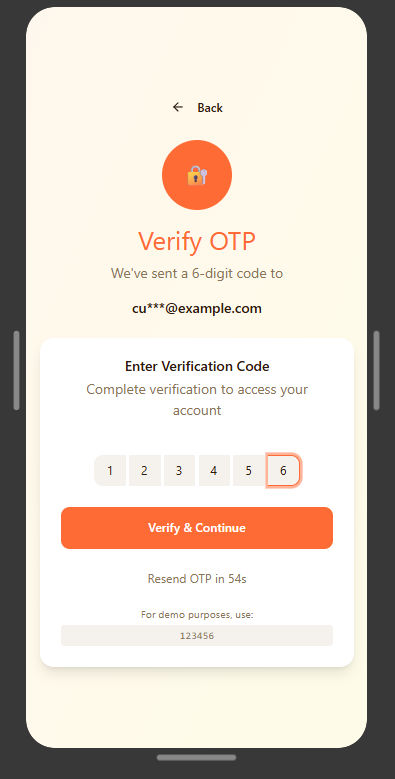 ← Back
Verify OTP
We've sent a 6-digit code to
cu***@example.com
Enter Verification Code
Complete verification to access your
account
1 2 3 4 5 6
Verify & Continue
Resend OTP in 54s
For demo purposes, use:
123456